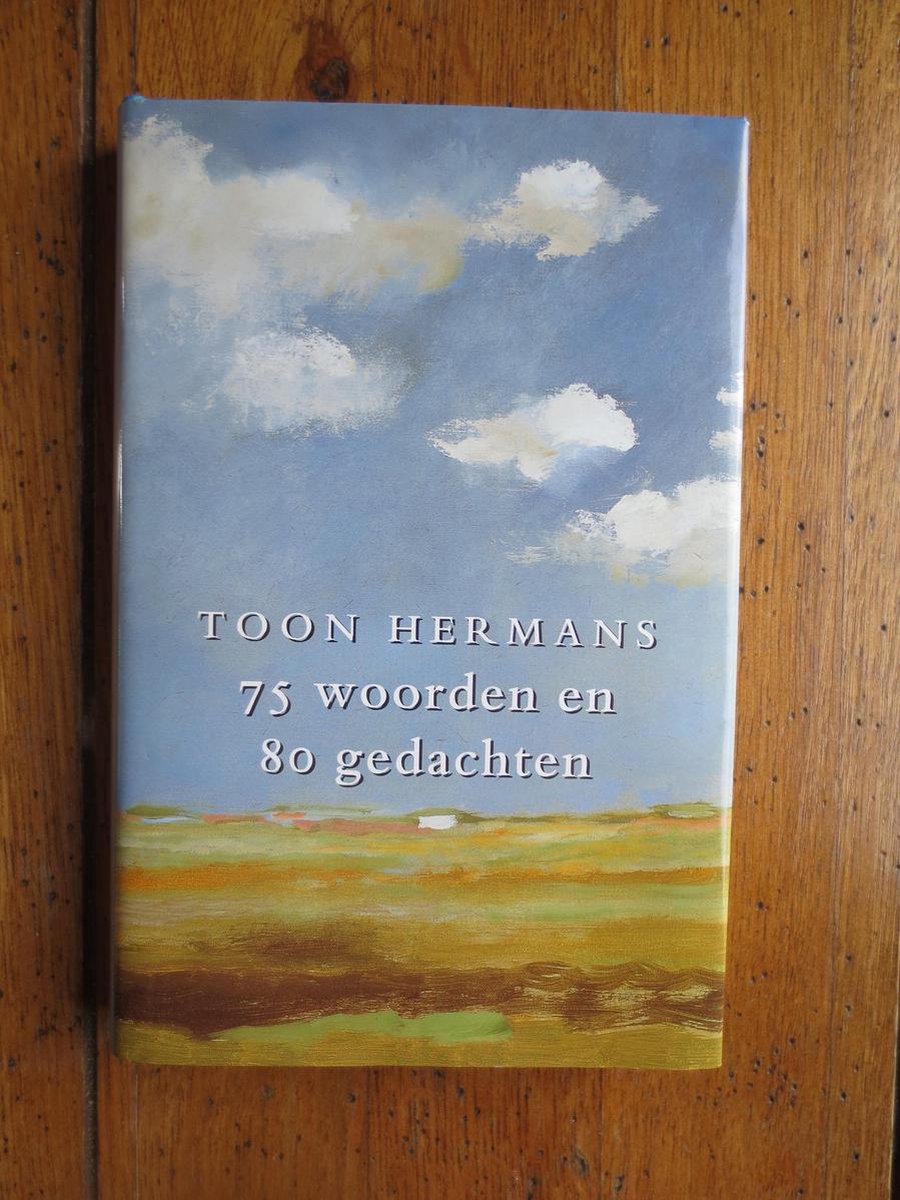 TOON HERMANS
75 woorden en
80 gedachten